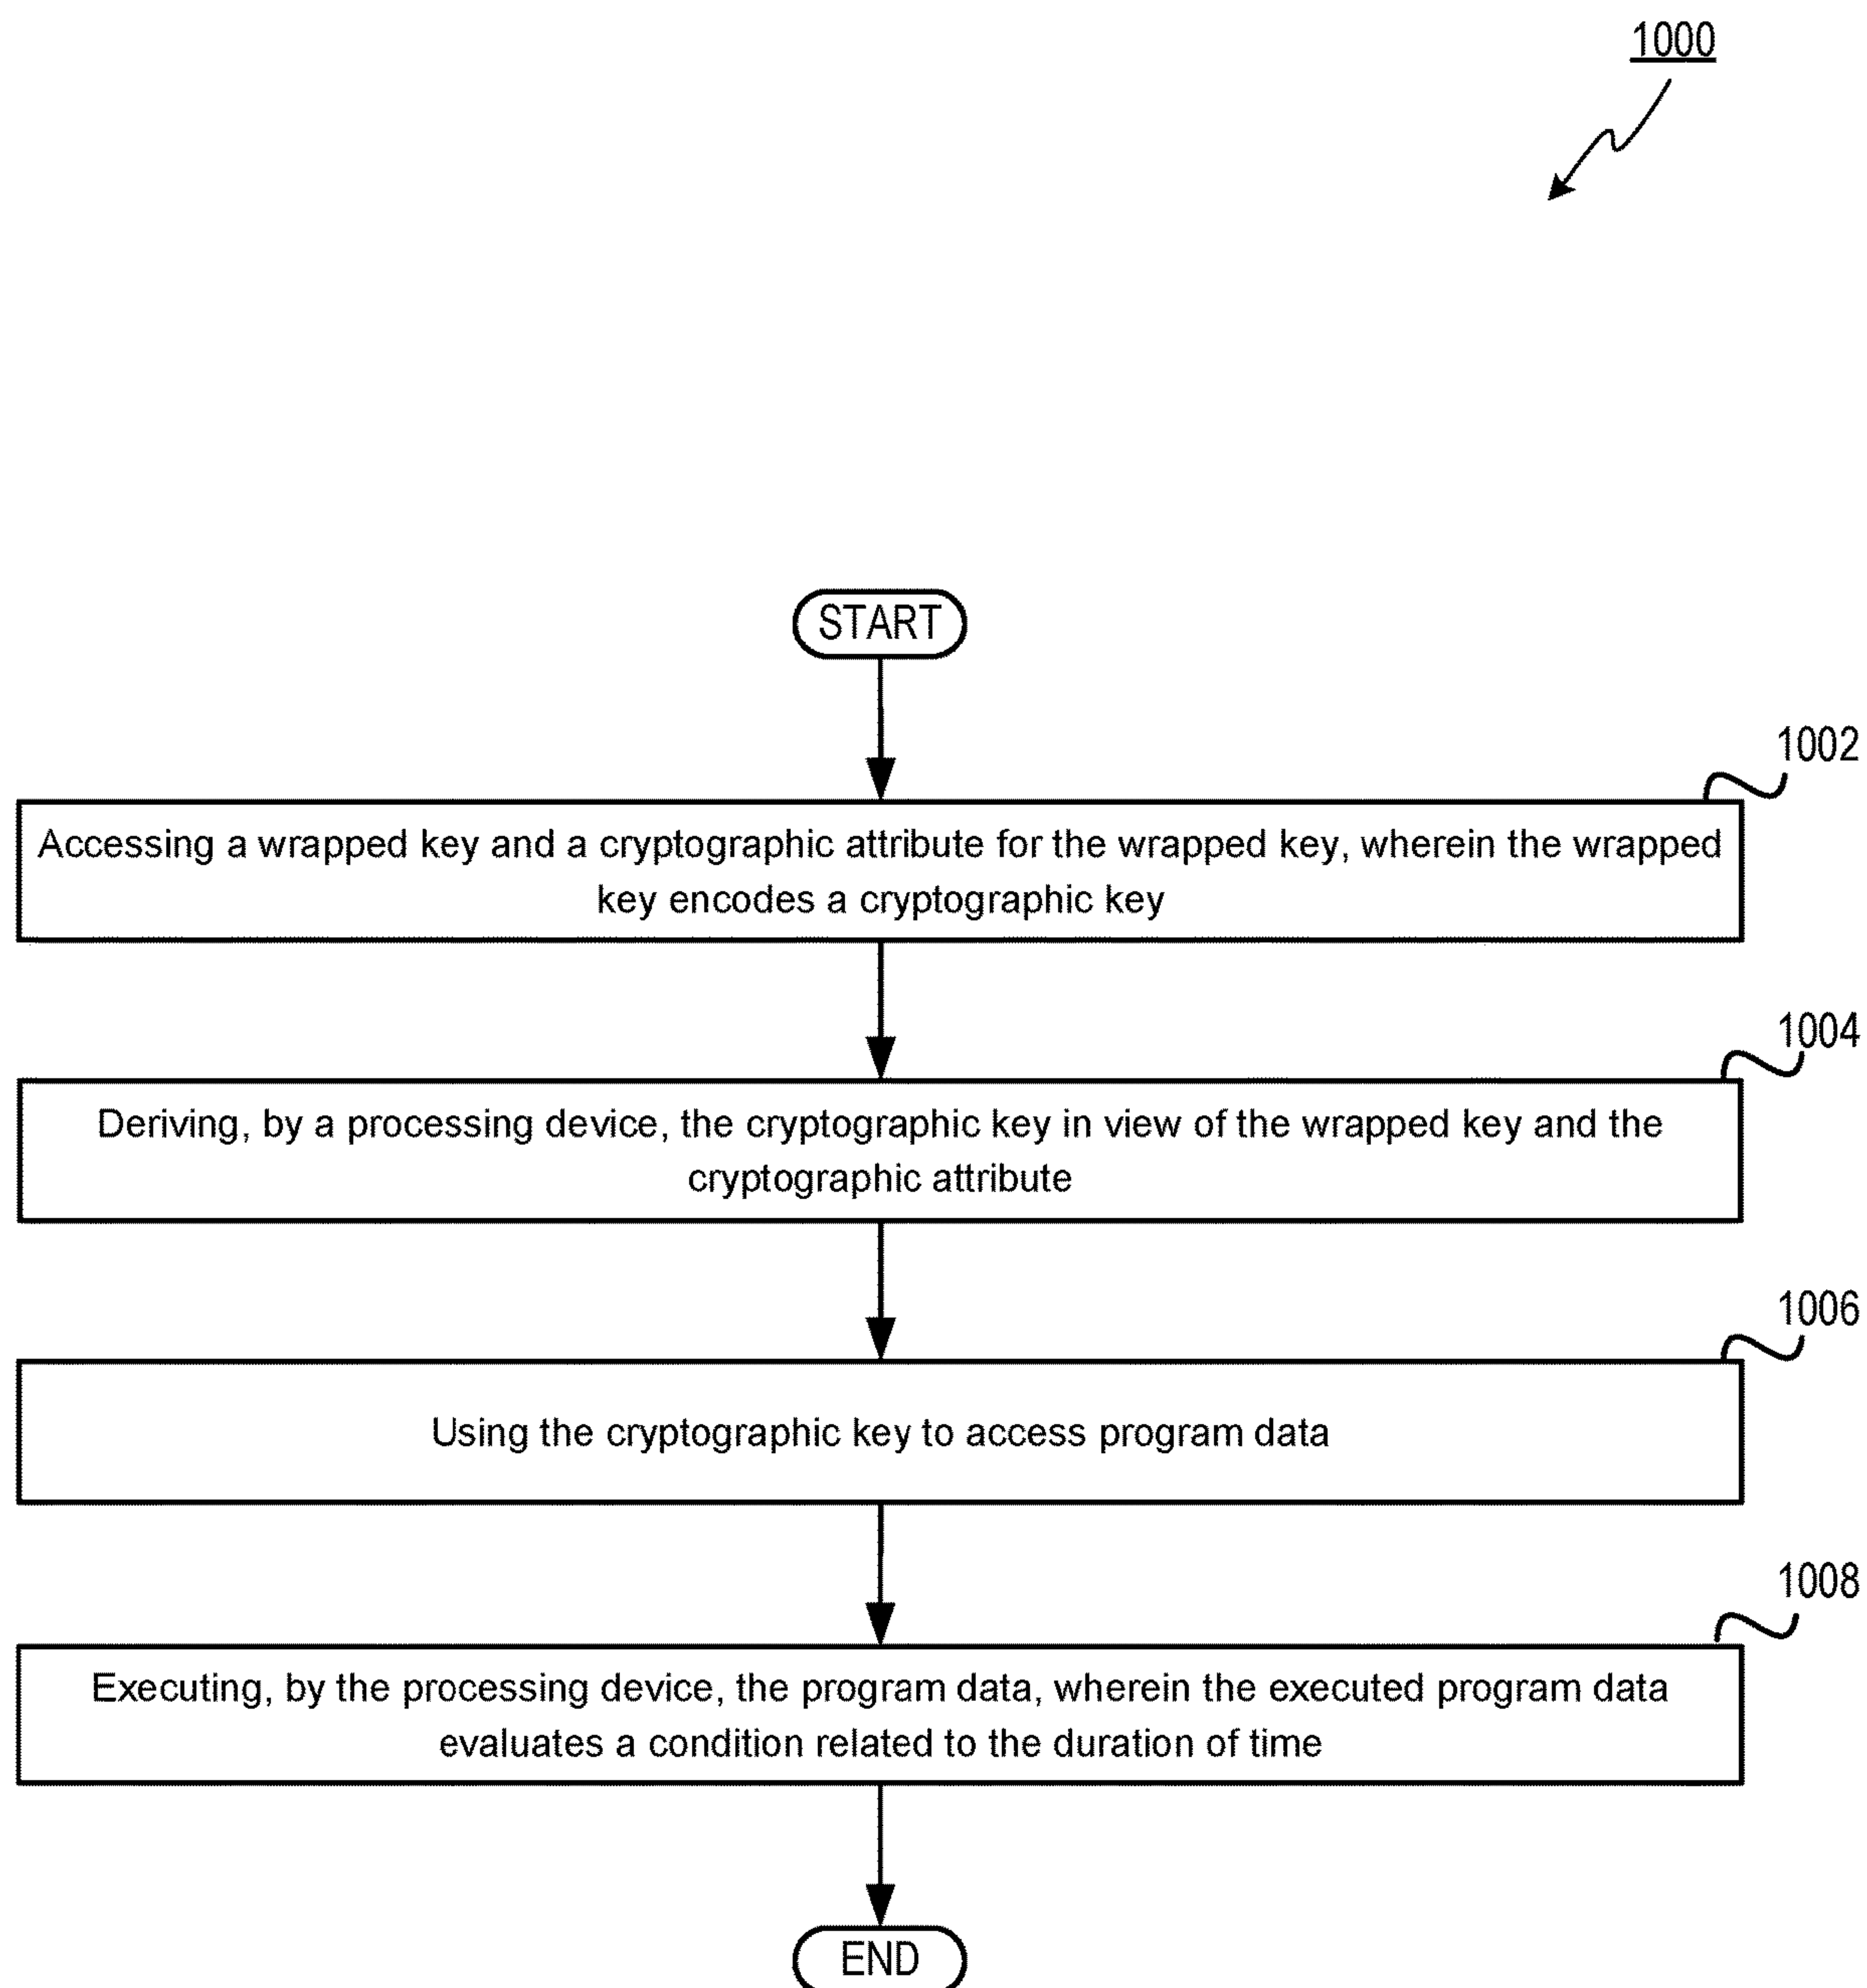 1000
START
1002
Accessing a wrapped key and a cryptographic attribute for the wrapped key, wherein the wrapped
key encodes a cryptographic key
1004
Deriving, by a processing device, the cryptographic key in view of the wrapped key and the
cryptographic attribute
1006
Using the cryptographic key to access program data
1008
Executing, by the processing device, the program data, wherein the executed program data
evaluates a condition related to the duration of time
END